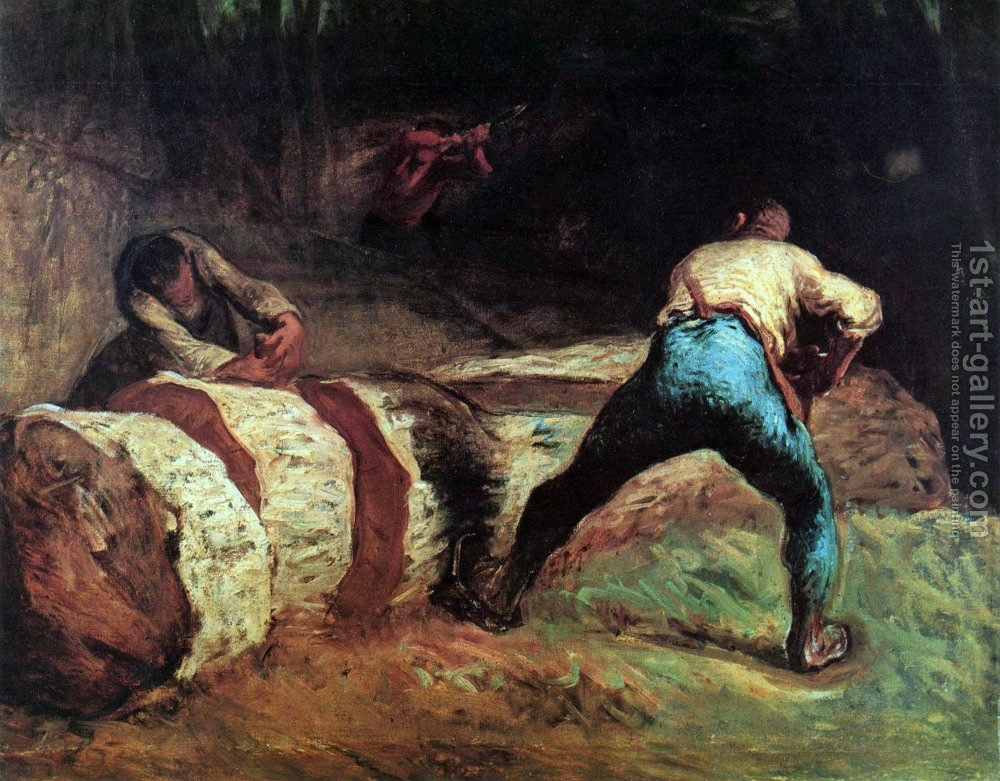 1st-art-gallery.com
This watermark does not appear on the painting